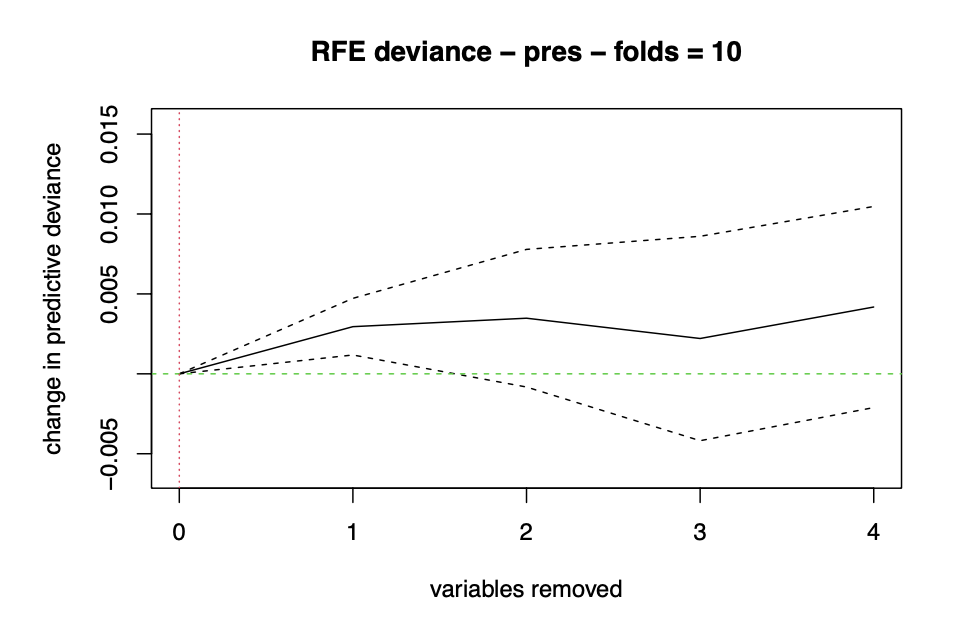 RFE deviance – pres – folds = 10
change in predictive deviance
0.015
0.010
0.005
−0.005
0 1 2 3 4
variables removed